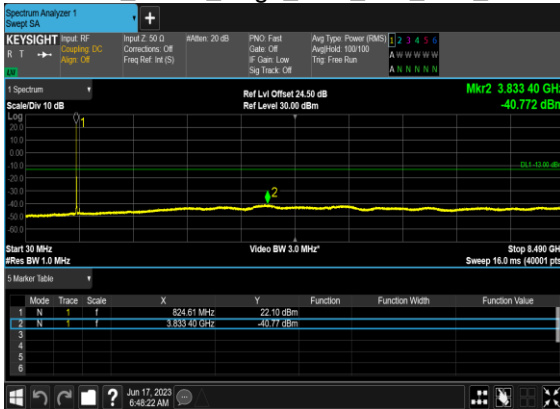 Spectrum Analyzer 1
Swept SA
+
KEYSIGHT Input: RF Input Z: 50 Ω #Atten: 20 dB PNO: Fast Avg Type: Power (RMS) 1 2 3 4 5 6
R T Coupling: DC Corrections: Off Gate: Off Avg|Hold: 100/100 A W W W W W
Align: Off Freq Ref: Int (S) IF Gain: Low Trig: Free Run
Sig Track: Off A N N N N N
1 Spectrum Ref Lvl Offset 24.50 dB Mkr2 3.833 40 GHz
Scale/Div 10 dB Ref Level 30.00 dBm -40.772 dBm
Log
20.0
10.0
0.00
-10.0
DL1 -13.00 dBm
-20.0
-30.0
-40.0
-50.0
-60.0
1
2
Start 30 MHz Video BW 3.0 MHz* Stop 8.490 GHz
#Res BW 1.0 MHz Sweep 16.0 ms (40001 pts)
5 Marker Table
Mode Trace Scale X Y Function Function Width Function Value
1 N 1 f 824.61 MHz 22.10 dBm
2 N 1 f 3.833 40 GHz -40.77 dBm
3
4
5
6
? Jun 17, 2023
6:48:22 AM